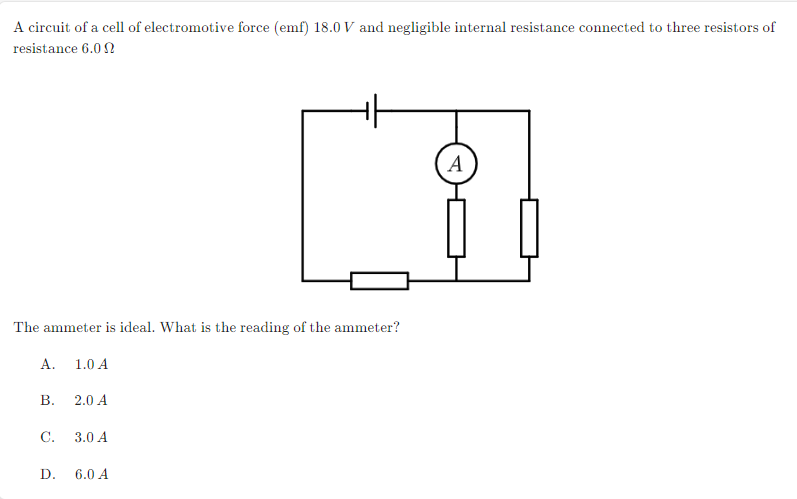 A circuit of a cell of electromotive force (emf) 18.0 V and negligible internal resistance connected to three resistors of
resistance 6.0 Ω
A
The ammeter is ideal. What is the reading of the ammeter?
A. 1.0 A
B. 2.0 A
C. 3.0 A
D. 6.0 A